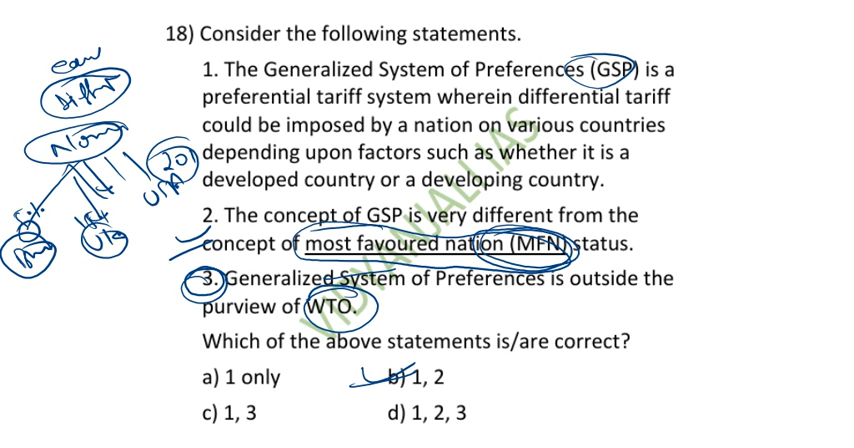 18) Consider the following statements.
1. The Generalized System of Preferences (GSP) is a
preferential tariff system wherein differential tariff
could be imposed by a nation on various countries
depending upon factors such as whether it is a
developed country or a developing country.
2. The concept of GSP is very different from the
concept of most favoured nation (MFN) status.
3. Generalized System of Preferences is outside the
purview of WTO.
Which of the above statements is/are correct?
a) 1 only
b) 1, 2
c) 1, 3
d) 1, 2, 3
VIDYANUALLIAS
20
USA
5%